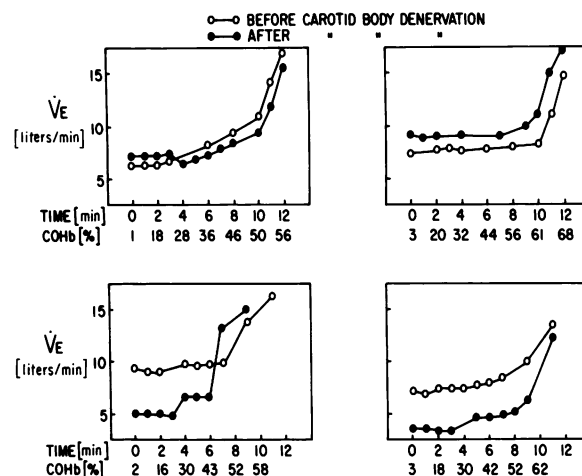 BEFORE CAROTID BODY DENERVATION
AFTER " " "
15
10
5
V̇E
[liters/min]
TIME [min] 0 2 4 6 8 10 12
COHb [%] 1 18 28 36 46 50 56
0 2 4 6 8 10 12
3 20 32 44 56 61 68
15
10
5
V̇E
[liters/min]
TIME [min] 0 2 4 6 8 10 12
COHb [%] 2 16 30 43 52 58
0 2 4 6 8 10 12
3 18 30 42 52 62